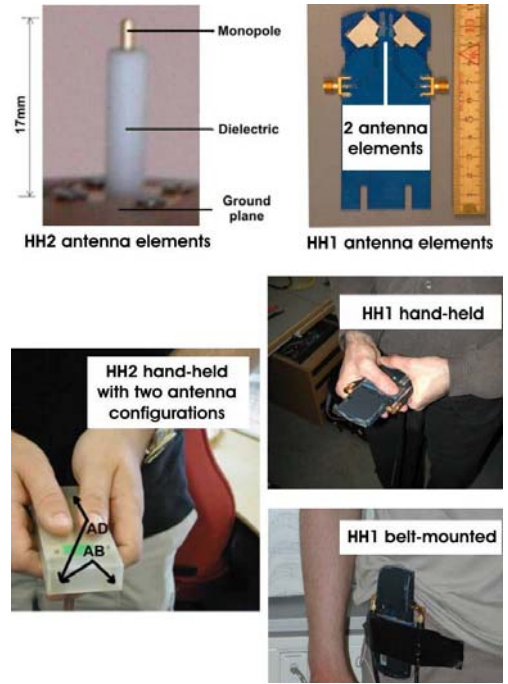 Monopole
17mm
Dielectric
Ground
plane
HH2 antenna elements
2 antenna
elements
HH1 antenna elements
HH1 hand-held
HH2 hand-held
with two antenna
configurations
AD
AB
HH1 belt-mounted